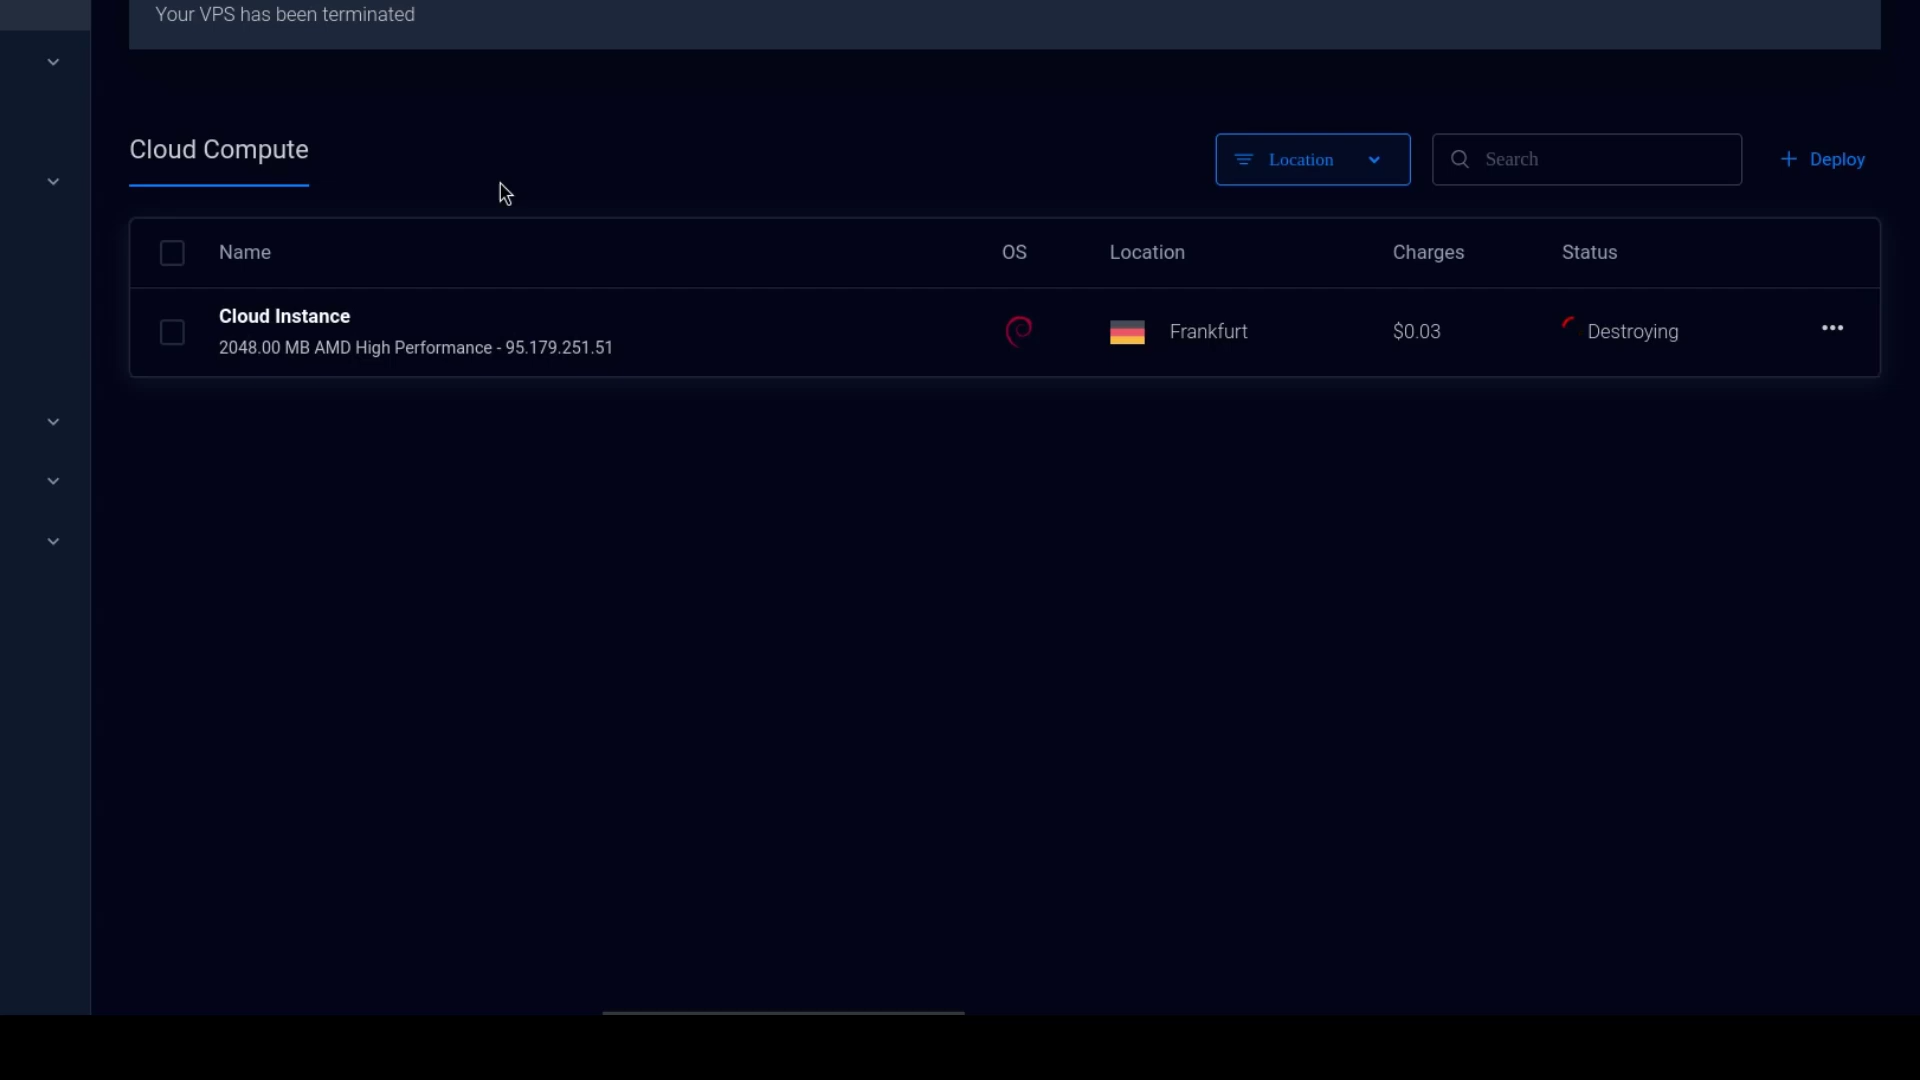 Your VPS has been terminated
Cloud Compute
Location
Search
+ Deploy
Name
OS
Location
Charges
Status
Cloud Instance
2048.00 MB AMD High Performance - 95.179.251.51
Frankfurt
$0.03
Destroying